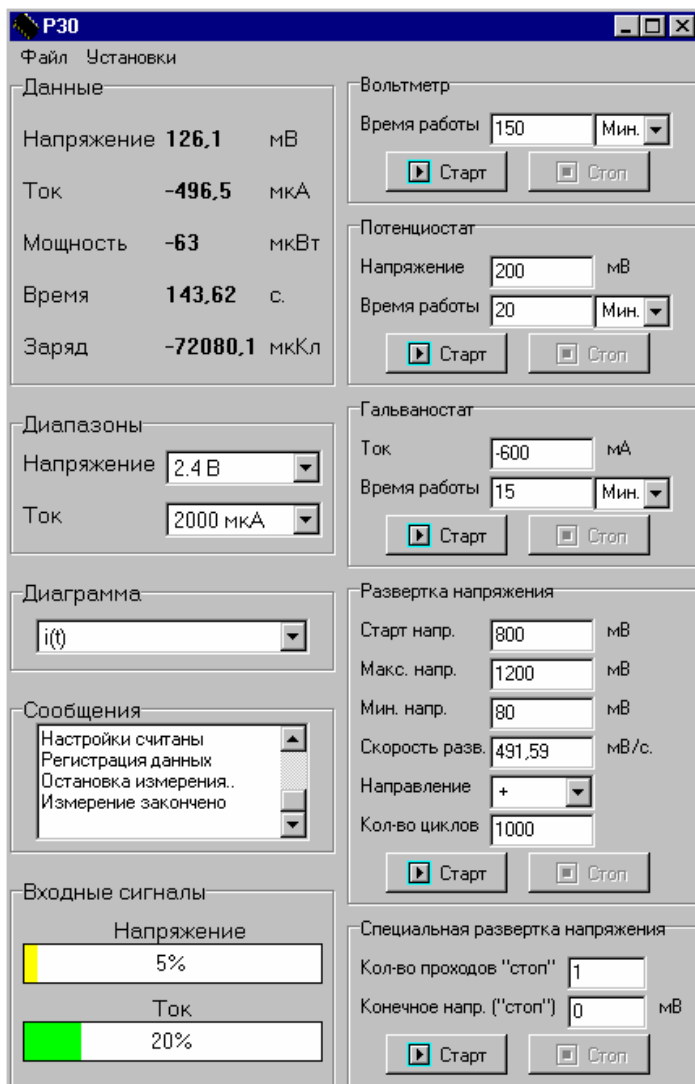 P30
Файл Установки
Данные
Напряжение 126,1 мВ
Ток -496,5 мкА
Мощность -63 мкВт
Время 143,62 с.
Заряд -72080,1 мкКл
Диапазоны
Напряжение 2.4 В
Ток 2000 мкА
Диаграмма
i(t)
Сообщения
Настройки считаны
Регистрация данных
Остановка измерения..
Измерение закончено
Входные сигналы
Напряжение
5%
Ток
20%
Вольтметр
Время работы 150 Мин.
Старт Стоп
Потенциостат
Напряжение 200 мВ
Время работы 20 Мин.
Старт Стоп
Гальваностат
Ток -600 мА
Время работы 15 Мин.
Старт Стоп
Развертка напряжения
Старт напр. 800 мВ
Макс. напр. 1200 мВ
Мин. напр. 80 мВ
Скорость разв. 491,59 мВ/с.
Направление +
Кол-во циклов 1000
Старт Стоп
Специальная развертка напряжения
Кол-во проходов "стоп" 1
Конечное напр. ("стоп") 0 мВ
Старт Стоп